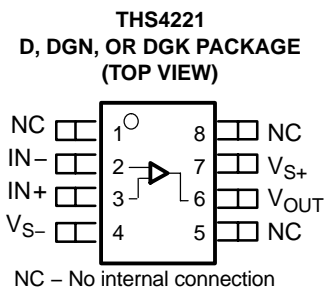 THS4221
D, DGN, OR DGK PACKAGE
(TOP VIEW)
NC 1 8 NC
IN− 2 7 VS+
IN+ 3 6 VOUT
VS− 4 5 NC
NC − No internal connection